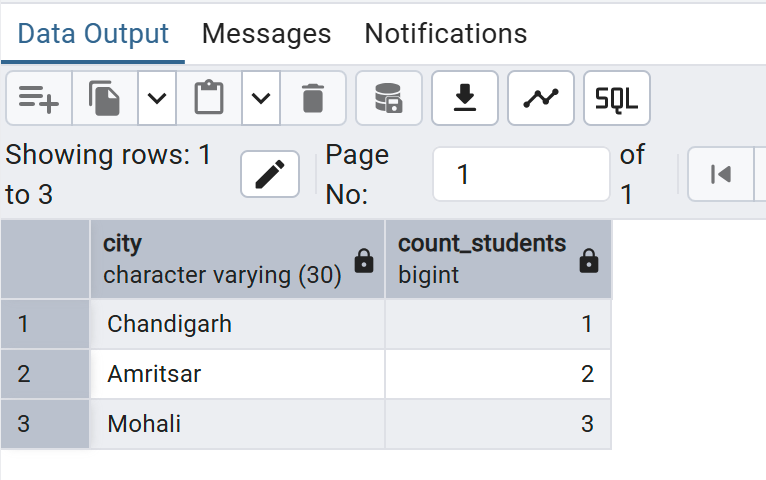 Data Output Messages Notifications
SQL
Showing rows: 1 to 3 Page No: 1 of 1
city count_students
character varying (30) bigint
1 Chandigarh 1
2 Amritsar 2
3 Mohali 3